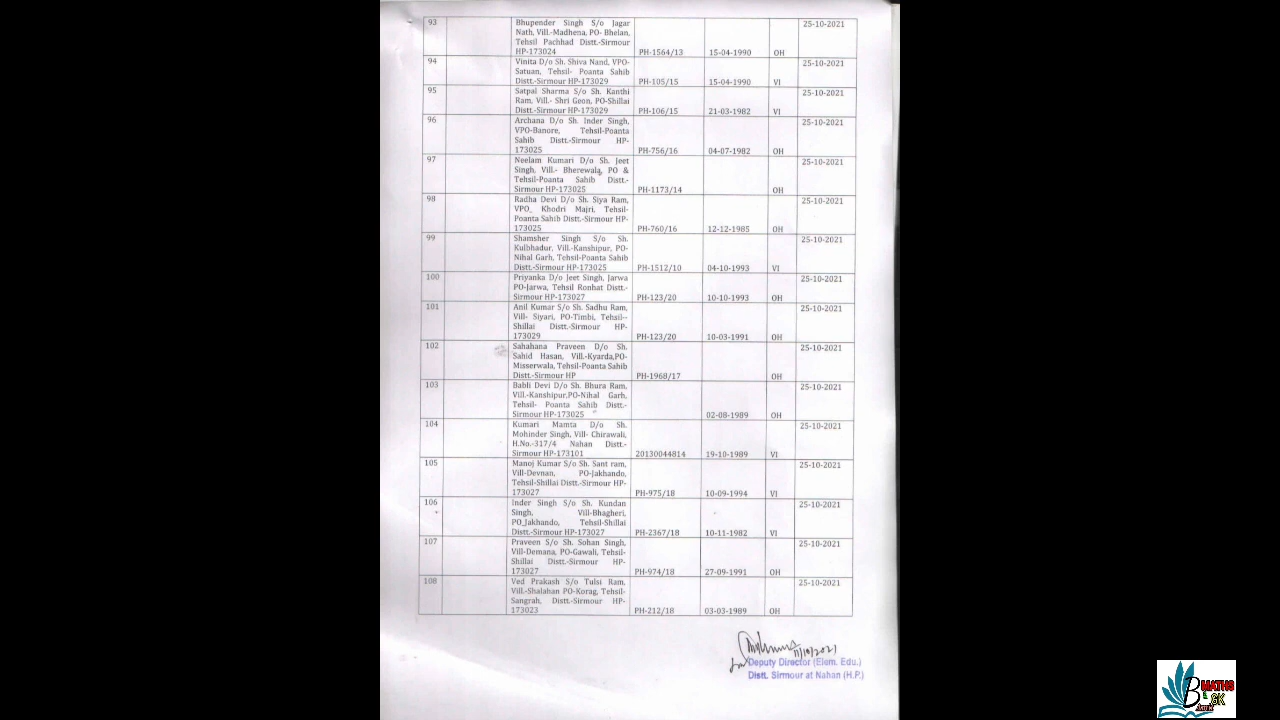 93 Bhupender Singh S/o Jagar 25-10-2021
Nath, Vill.-Madhena, PO- Bhelan,
Tehsil Pachhad Distt.-Sirmour
HP-173024 PH-1564/13 15-04-1990 OH
94 Vinita D/o Sh. Shiva Nand, VPO- 25-10-2021
Satuan, Tehsil- Poanta Sahib
Distt.-Sirmour HP-173029 PH-105/15 15-04-1990 VI
95 Satpal Sharma S/o Sh. Kanthi 25-10-2021
Ram, Vill.- Shri Geon, PO-Shillai
Distt.-Sirmour HP-173029 PH-106/15 21-03-1982 VI
96 Archana D/o Sh. Inder Singh, 25-10-2021
VPO-Banore, Tehsil-Poanta
Sahib Distt.-Sirmour HP-
173025 PH-756/16 04-07-1982 OH
97 Neelam Kumari D/o Sh. Jeet 25-10-2021
Singh, Vill.- Bherewala, PO &
Tehsil-Poanta Sahib Distt.-
Sirmour HP-173025 PH-1173/14 OH
98 Radha Devi D/o Sh. Siya Ram, 25-10-2021
VPO_ Khodri Majri, Tehsil-
Poanta Sahib Distt.-Sirmour HP-
173025 PH-760/16 12-12-1985 OH
99 Shamsher Singh S/o Sh. 25-10-2021
Kulbhadur, Vill.-Kanshipur, PO-
Nihal Garh, Tehsil-Poanta Sahib
Distt.-Sirmour HP-173025 PH-1512/10 04-10-1993 VI
100 Priyanka D/o Jeet Singh, Jarwa 25-10-2021
PO-Jarwa, Tehsil Ronhat Distt.-
Sirmour HP-173027 PH-123/20 10-10-1993 OH
101 Anil Kumar S/o Sh. Sadhu Ram, 25-10-2021
Vill- Siyari, PO-Timbi, Tehsil--
Shillai Distt.-Sirmour HP-
173029 PH-123/20 10-03-1991 OH
102 Sahahana Praveen D/o Sh. 25-10-2021
Sahid Hasan, Vill.-Kyarda,PO-
Misserwala, Tehsil-Poanta Sahib
Distt.-Sirmour HP PH-1968/17 OH
103 Babli Devi D/o Sh. Bhura Ram, 25-10-2021
Vill.-Kanshipur,PO-Nihal Garh,
Tehsil- Poanta Sahib Distt.-
Sirmour HP-173025 02-08-1989 OH
104 Kumari Mamta D/o Sh. 25-10-2021
Mohinder Singh, Vill- Chirawali,
H.No.-317/4 Nahan Distt.-
Sirmour HP-173101 20130044814 19-10-1989 VI
105 Manoj Kumar S/o Sh. Sant ram, 25-10-2021
Vill-Devnan, PO-Jakhando,
Tehsil-Shillai Distt.-Sirmour HP-
173027 PH-975/18 10-09-1994 VI
106 Inder Singh S/o Sh. Kundan 25-10-2021
Singh, Vill-Bhagheri,
PO_Jakhando, Tehsil-Shillai
Distt.-Sirmour HP-173027 PH-2367/18 10-11-1982 VI
107 Praveen S/o Sh. Sohan Singh, 25-10-2021
Vill-Demana, PO-Gawali, Tehsil-
Shillai Distt.-Sirmour HP-
173027 PH-974/18 27-09-1991 OH
108 Ved Prakash S/o Tulsi Ram, 25-10-2021
Vill.-Shalahan PO-Korag, Tehsil-
Sangrah, Distt.-Sirmour HP-
173023 PH-212/18 03-03-1989 OH
11/10/2021
Deputy Director (Elem. Edu.)
Distt. Sirmour at Nahan (H.P.)
B MATHS
GK